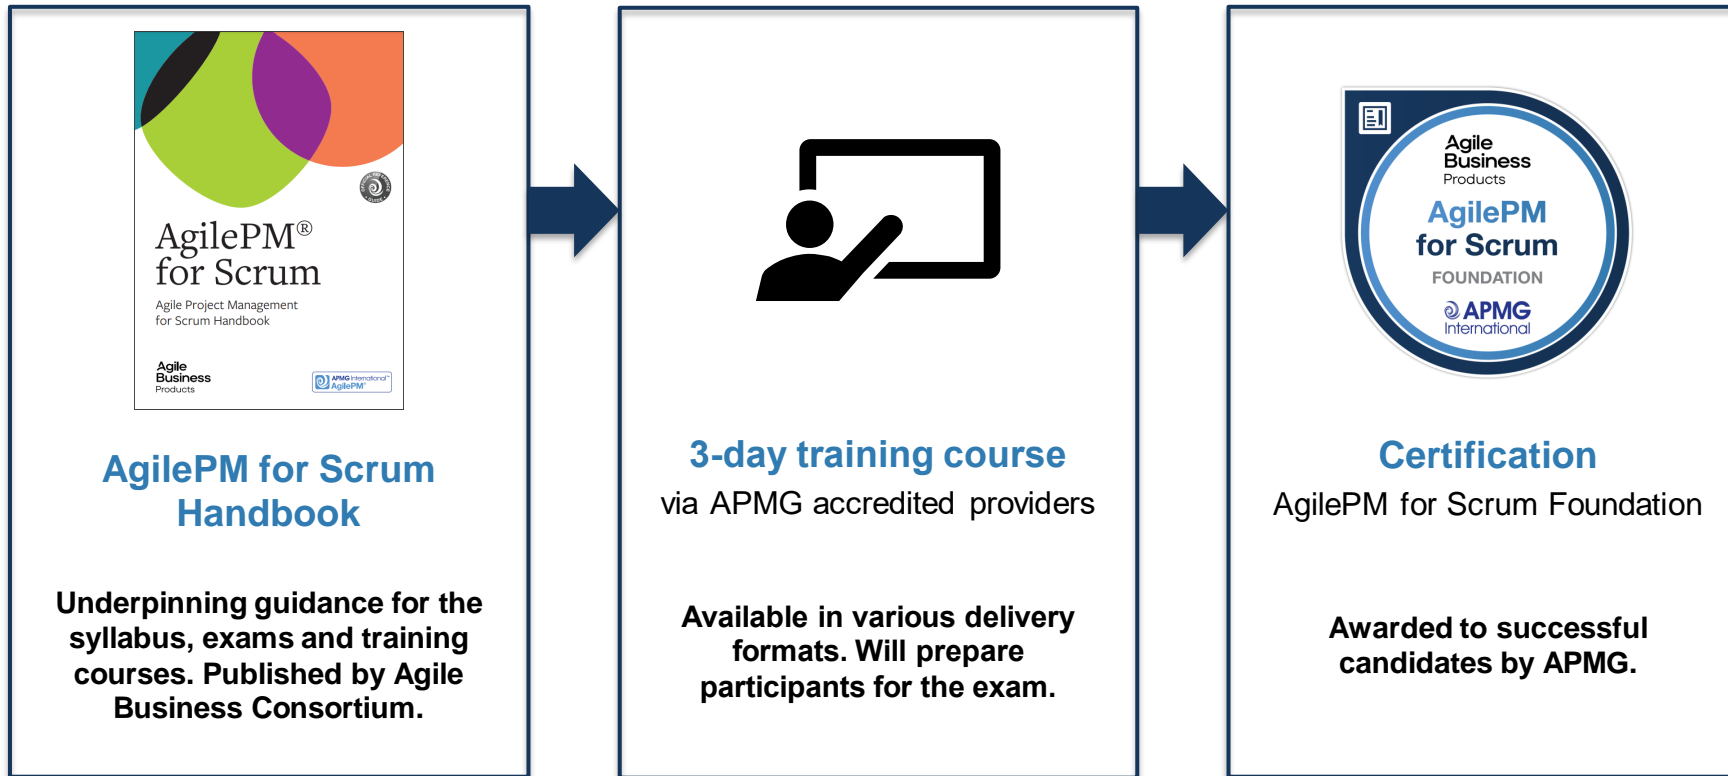 AgilePM®
for Scrum
Agile Project Management
for Scrum Handbook
Agile
Business
Products
APMG International™
AgilePM®
AgilePM for Scrum
Handbook
Underpinning guidance for the
syllabus, exams and training
courses. Published by Agile
Business Consortium.
3-day training course
via APMG accredited providers
Available in various delivery
formats. Will prepare
participants for the exam.
Agile
Business
Products
AgilePM
for Scrum
FOUNDATION
APMG
International
Certification
AgilePM for Scrum Foundation
Awarded to successful
candidates by APMG.